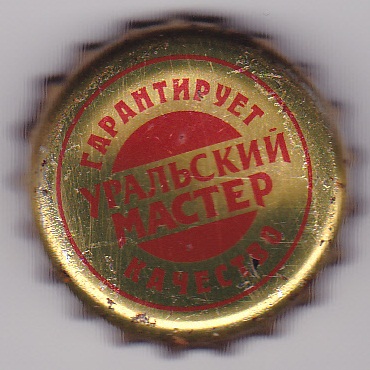 ГАРАНТИРУЕТ
УРАЛЬСКИЙ
МАСТЕР
КАЧЕСТВО